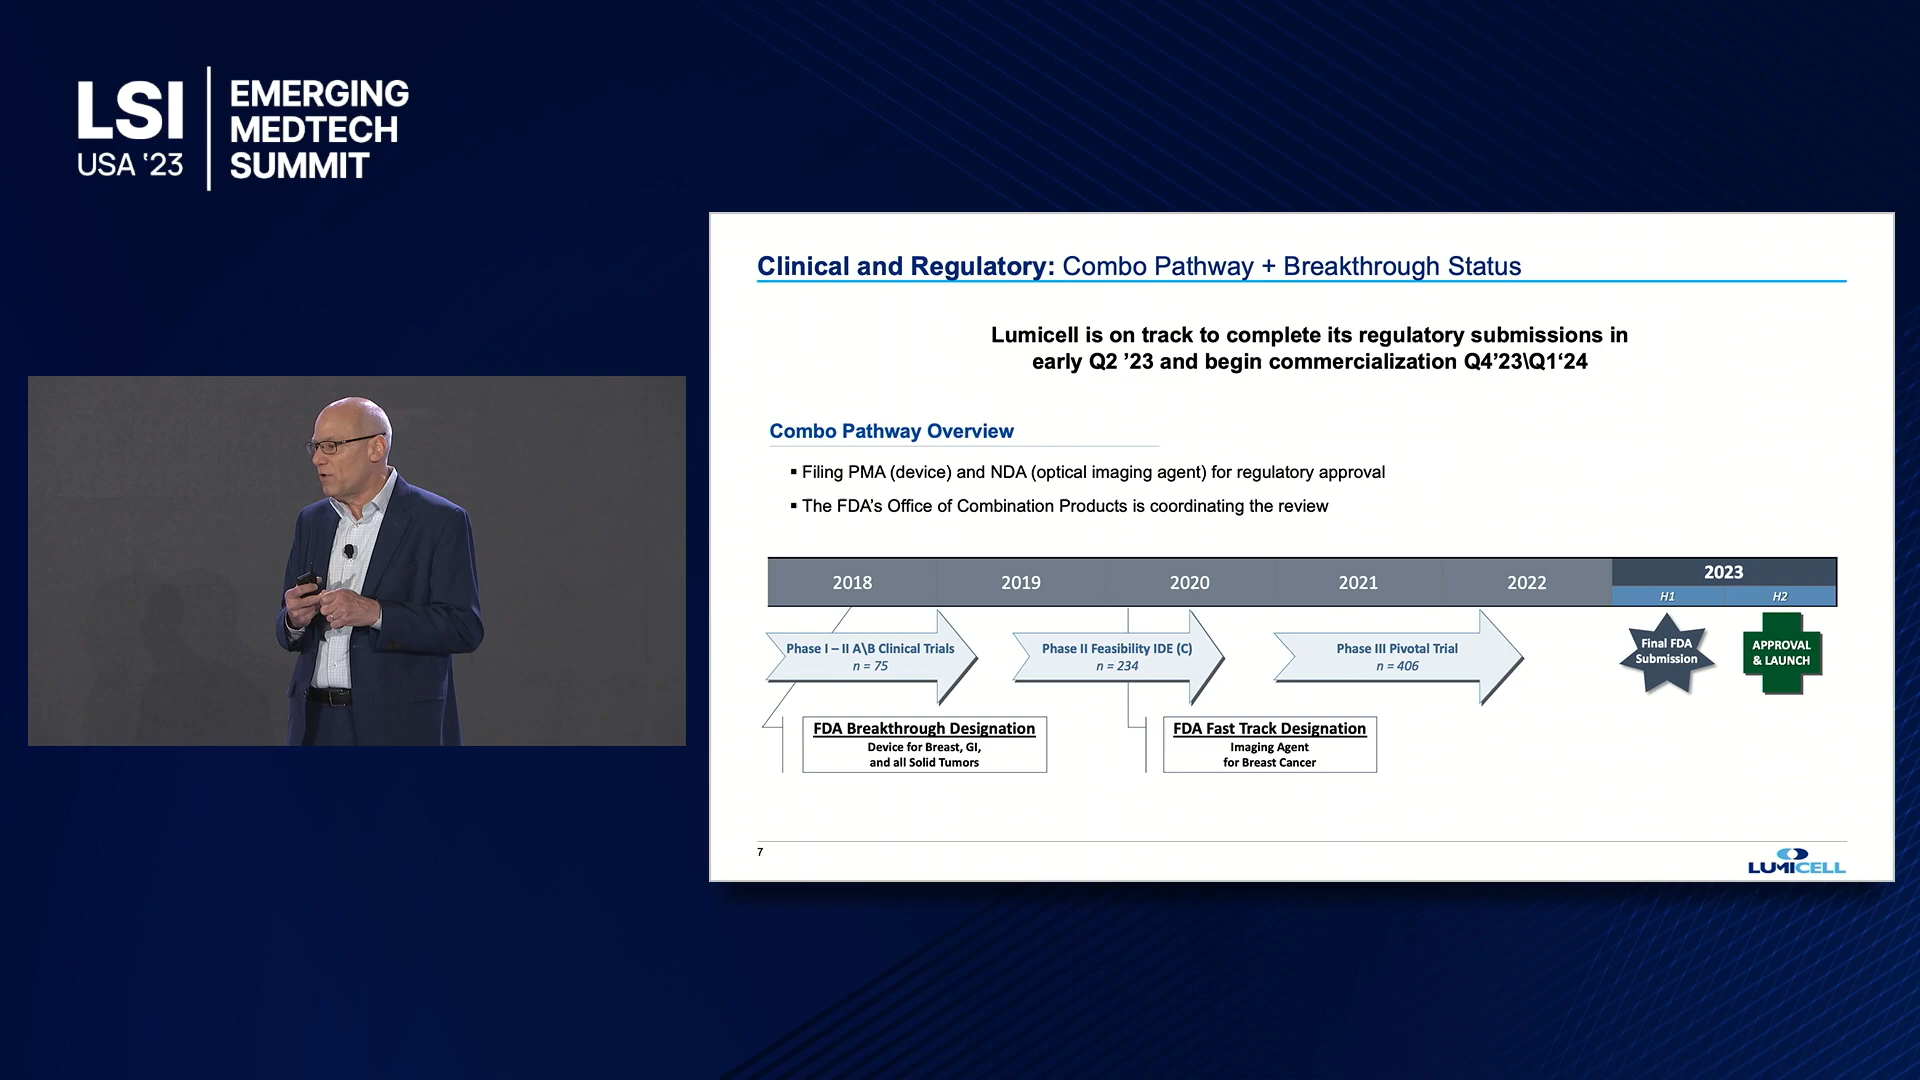 LSI
USA ‘23
EMERGING
MEDTECH
SUMMIT
Clinical and Regulatory: Combo Pathway + Breakthrough Status
Lumicell is on track to complete its regulatory submissions in
early Q2 ’23 and begin commercialization Q4’23\Q1‘24
Combo Pathway Overview
▪ Filing PMA (device) and NDA (optical imaging agent) for regulatory approval
▪ The FDA’s Office of Combination Products is coordinating the review
2018 2019 2020 2021 2022 2023
H1 H2
Phase I – II A\B Clinical Trials
n = 75
Phase II Feasibility IDE (C)
n = 234
Phase III Pivotal Trial
n = 406
Final FDA
Submission
APPROVAL
& LAUNCH
FDA Breakthrough Designation
Device for Breast, GI,
and all Solid Tumors
FDA Fast Track Designation
Imaging Agent
for Breast Cancer
7
LUMICELL